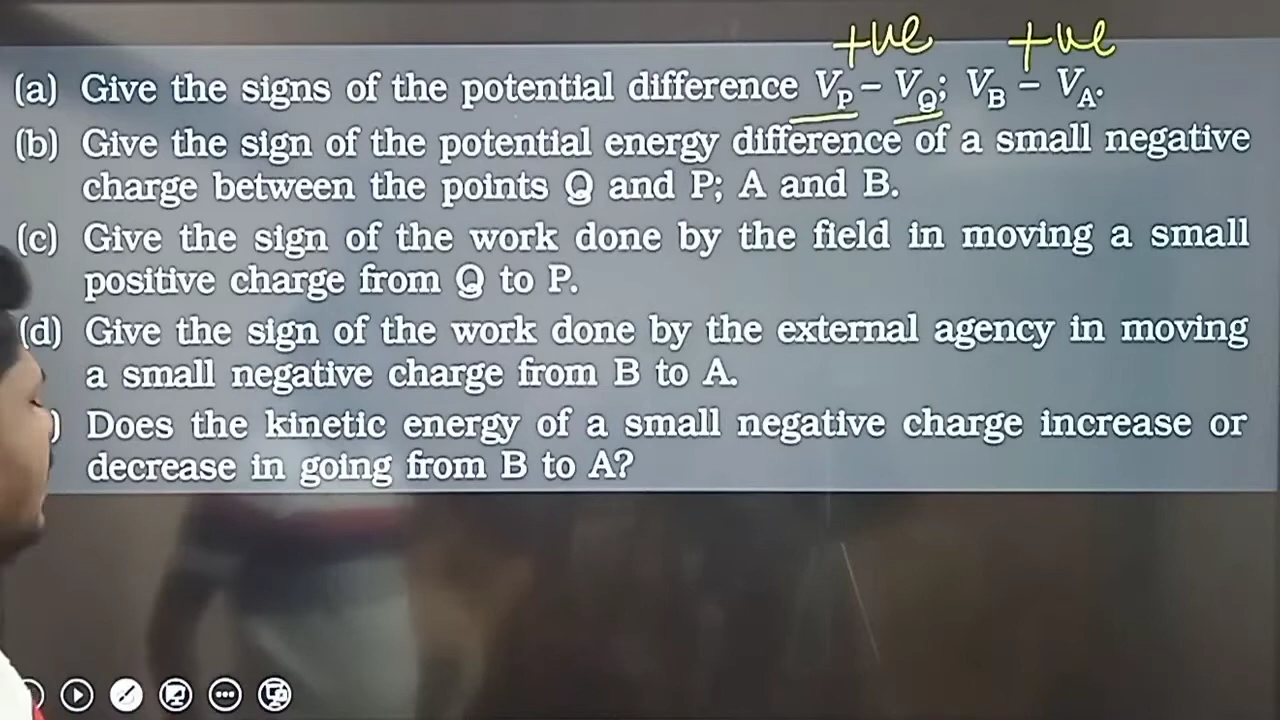 +ve +ve
(a) Give the signs of the potential difference V_P – V_Q; V_B – V_A.
(b) Give the sign of the potential energy difference of a small negative
charge between the points Q and P; A and B.
(c) Give the sign of the work done by the field in moving a small
positive charge from Q to P.
(d) Give the sign of the work done by the external agency in moving
a small negative charge from B to A.
) Does the kinetic energy of a small negative charge increase or
decrease in going from B to A?